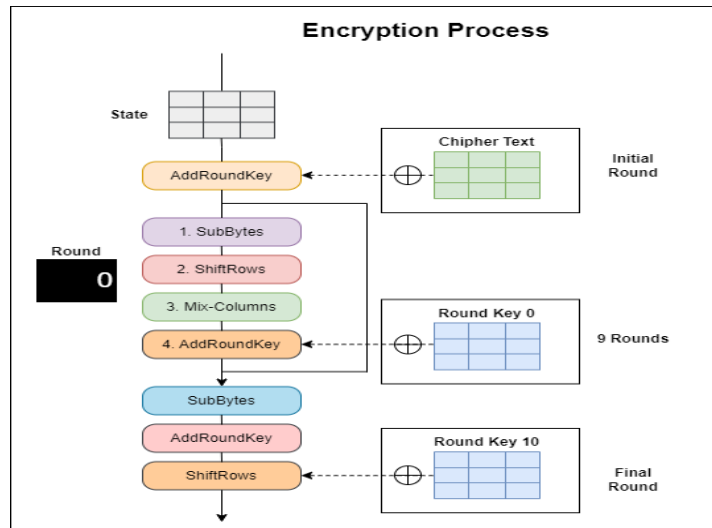 Encryption Process
State
Chipher Text
Initial
Round
AddRoundKey
1. SubBytes
Round
0
2. ShiftRows
3. Mix-Columns
Round Key 0
9 Rounds
4. AddRoundKey
SubBytes
AddRoundKey
Round Key 10
ShiftRows
Final
Round